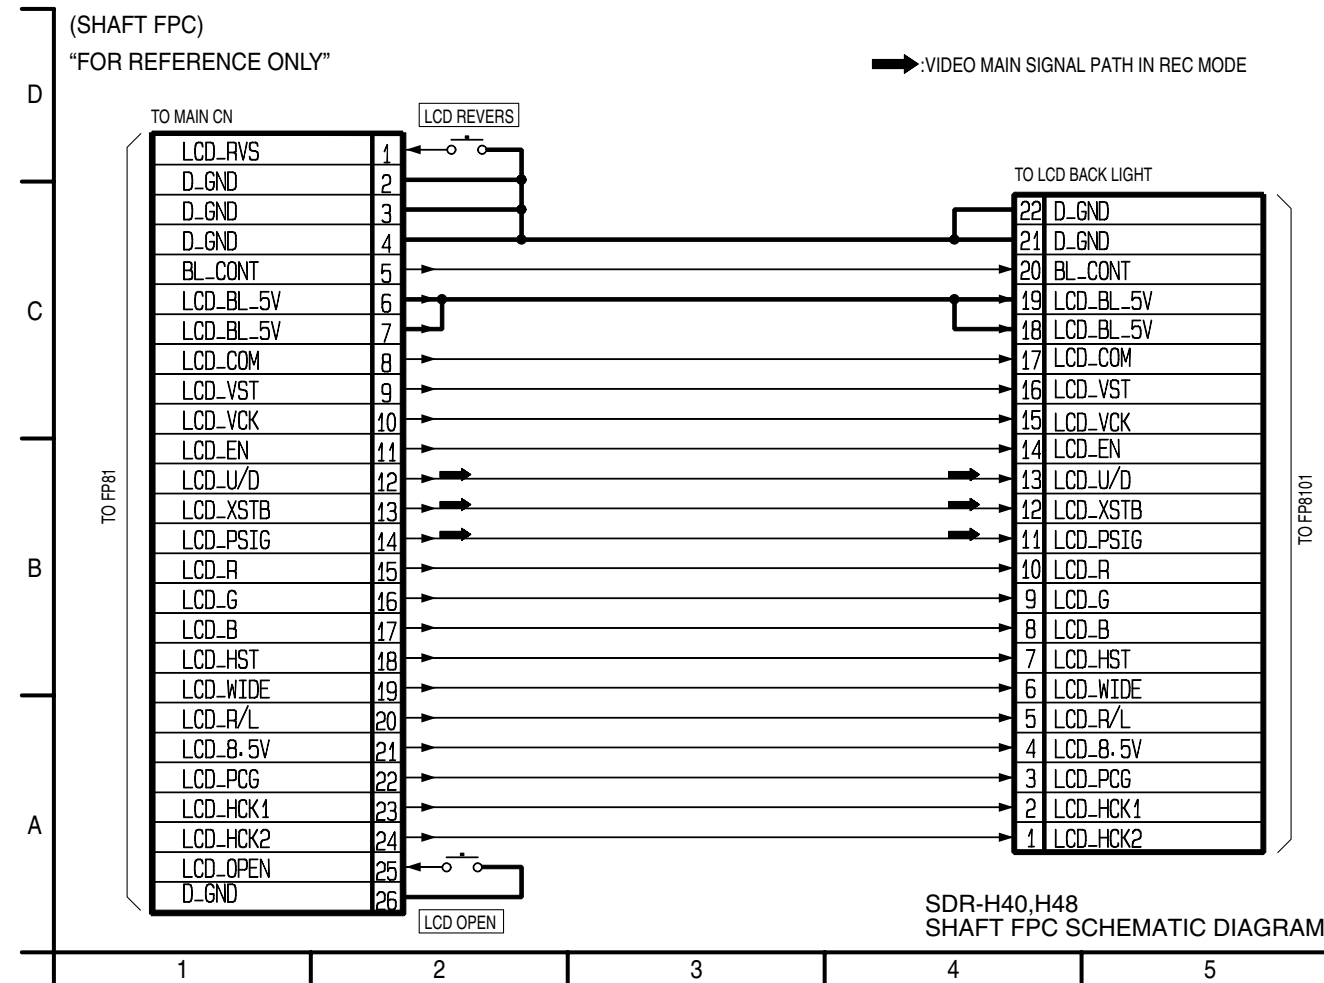 (SHAFT FPC)
“FOR REFERENCE ONLY”
:VIDEO MAIN SIGNAL PATH IN REC MODE
D
C
B
A
TO MAIN CN
LCD REVERS
TO FP81
LCD_RVS 1
D_GND 2
D_GND 3
D_GND 4
BL_CONT 5
LCD_BL_5V 6
LCD_BL_5V 7
LCD_COM 8
LCD_VST 9
LCD_VCK 10
LCD_EN 11
LCD_U/D 12
LCD_XSTB 13
LCD_PSIG 14
LCD_R 15
LCD_G 16
LCD_B 17
LCD_HST 18
LCD_WIDE 19
LCD_R/L 20
LCD_8.5V 21
LCD_PCG 22
LCD_HCK1 23
LCD_HCK2 24
LCD_OPEN 25
D_GND 26
LCD OPEN
TO LCD BACK LIGHT
22 D_GND
21 D_GND
20 BL_CONT
19 LCD_BL_5V
18 LCD_BL_5V
17 LCD_COM
16 LCD_VST
15 LCD_VCK
14 LCD_EN
13 LCD_U/D
12 LCD_XSTB
11 LCD_PSIG
10 LCD_R
9 LCD_G
8 LCD_B
7 LCD_HST
6 LCD_WIDE
5 LCD_R/L
4 LCD_8.5V
3 LCD_PCG
2 LCD_HCK1
1 LCD_HCK2
TO FP8101
SDR-H40,H48
SHAFT FPC SCHEMATIC DIAGRAM
1 2 3 4 5